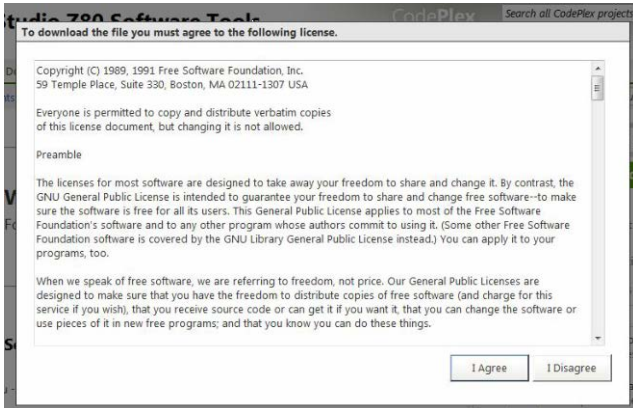 Studio Z80 Software Tools
CodePlex
Search all CodePlex projects
To download the file you must agree to the following license.
Copyright (C) 1989, 1991 Free Software Foundation, Inc.
59 Temple Place, Suite 330, Boston, MA 02111-1307 USA
Everyone is permitted to copy and distribute verbatim copies
of this license document, but changing it is not allowed.
Preamble
The licenses for most software are designed to take away your freedom to share and change it. By contrast, the
GNU General Public License is intended to guarantee your freedom to share and change free software--to make
sure the software is free for all its users. This General Public License applies to most of the Free Software
Foundation's software and to any other program whose authors commit to using it. (Some other Free Software
Foundation software is covered by the GNU Library General Public License instead.) You can apply it to your
programs, too.
When we speak of free software, we are referring to freedom, not price. Our General Public Licenses are
designed to make sure that you have the freedom to distribute copies of free software (and charge for this
service if you wish), that you receive source code or can get it if you want it, that you can change the software or
use pieces of it in new free programs; and that you know you can do these things.
I Agree
I Disagree